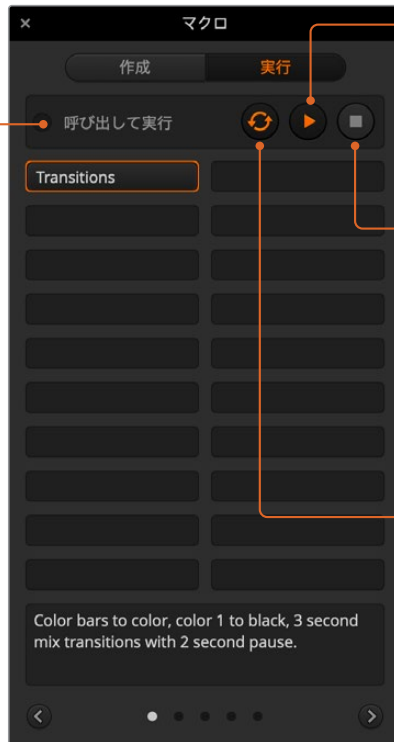 マクロ
作成
実行
呼び出して実行
Transitions
Color bars to color, color 1 to black, 3 second
mix transitions with 2 second pause.